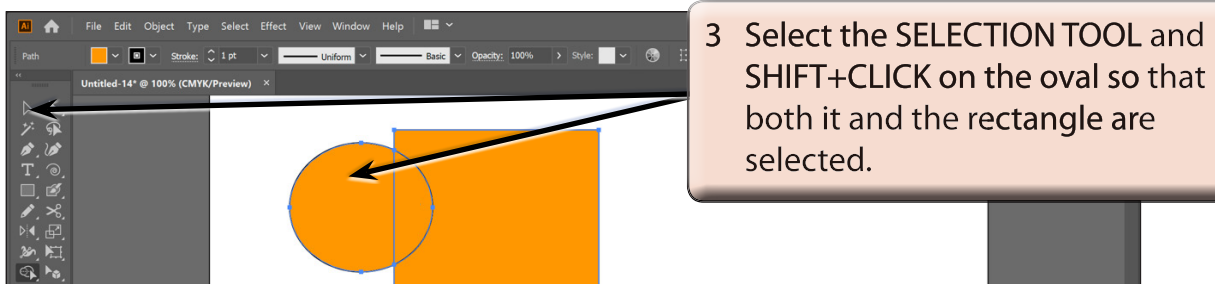 Ai File Edit Object Type Select Effect View Window Help
Path Stroke: 1 pt Uniform Basic Opacity: 100% Style:
Untitled-14* @ 100% (CMYK/Preview) ×
3 Select the SELECTION TOOL and
SHIFT+CLICK on the oval so that
both it and the rectangle are
selected.